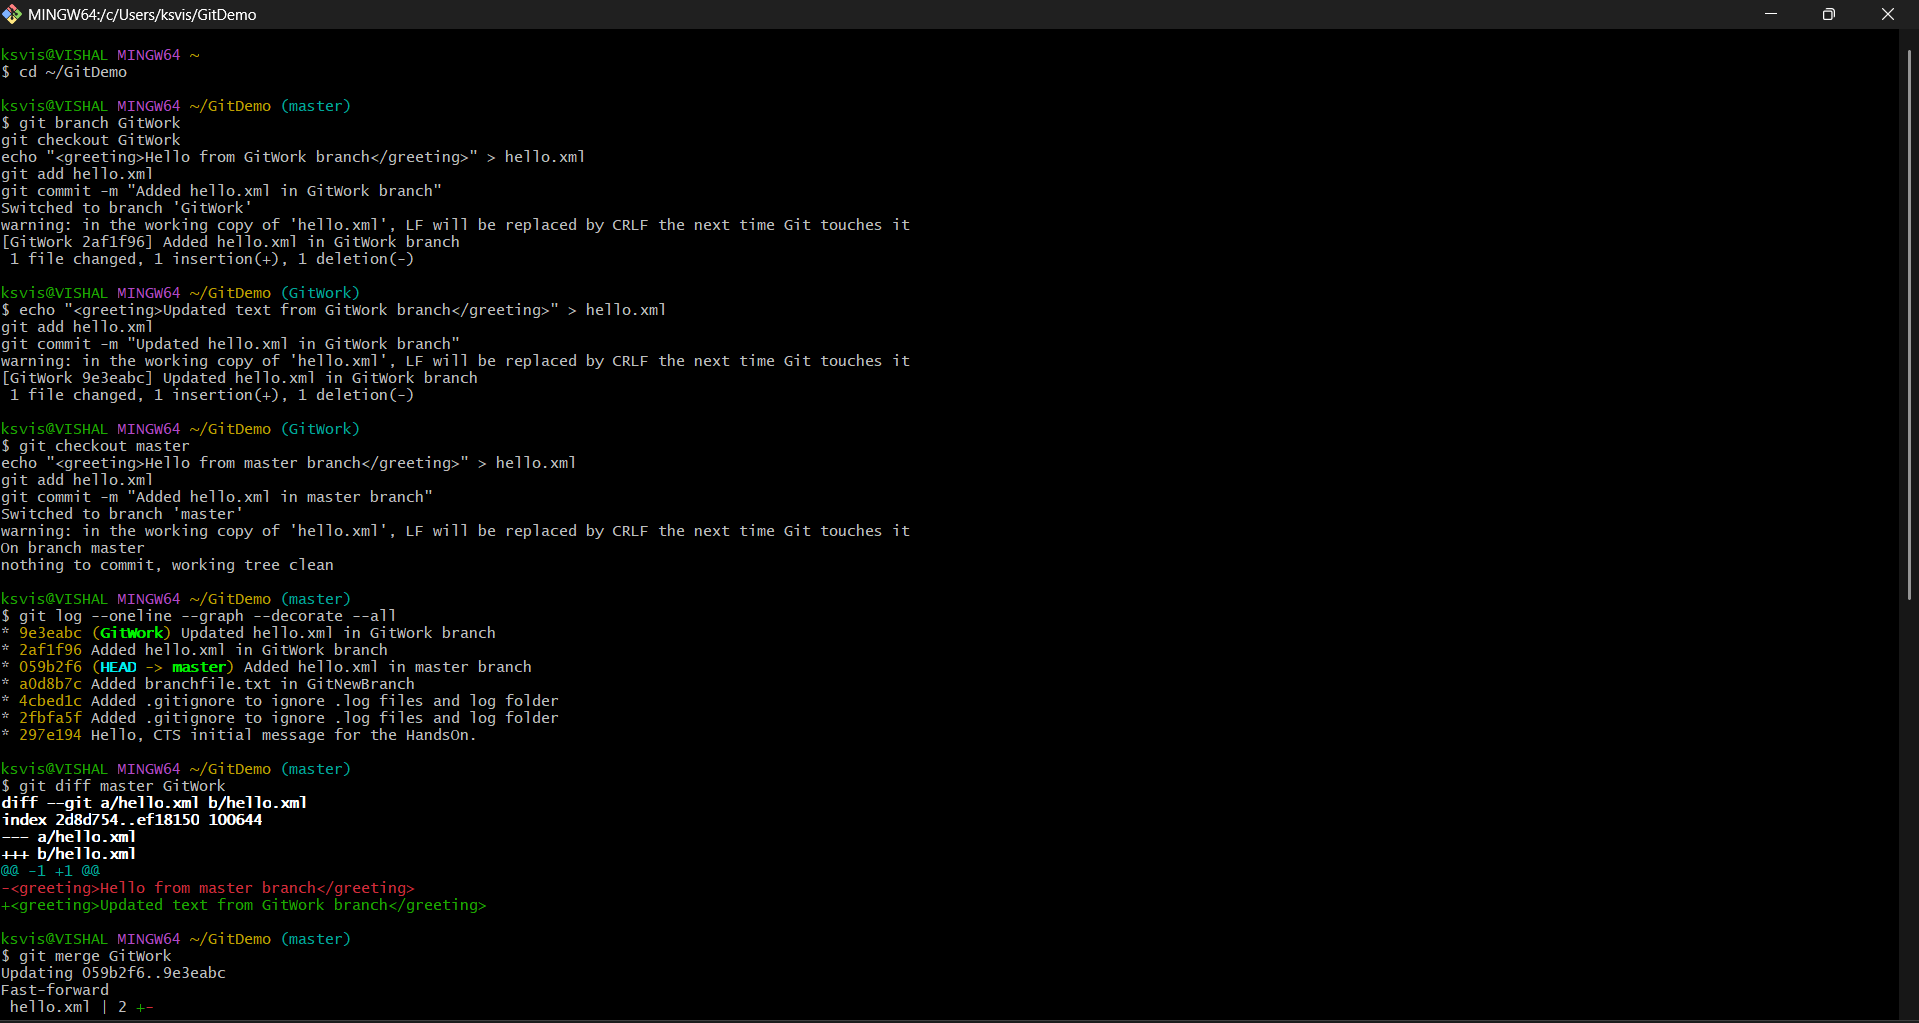 MINGW64:/c/Users/ksvis/GitDemo
ksvis@VISHAL MINGW64 ~
$ cd ~/GitDemo
ksvis@VISHAL MINGW64 ~/GitDemo (master)
$ git branch GitWork
git checkout GitWork
echo "<greeting>Hello from GitWork branch</greeting>" > hello.xml
git add hello.xml
git commit -m "Added hello.xml in GitWork branch"
Switched to branch 'GitWork'
warning: in the working copy of 'hello.xml', LF will be replaced by CRLF the next time Git touches it
[GitWork 2af1f96] Added hello.xml in GitWork branch
 1 file changed, 1 insertion(+), 1 deletion(-)
ksvis@VISHAL MINGW64 ~/GitDemo (GitWork)
$ echo "<greeting>Updated text from GitWork branch</greeting>" > hello.xml
git add hello.xml
git commit -m "Updated hello.xml in GitWork branch"
warning: in the working copy of 'hello.xml', LF will be replaced by CRLF the next time Git touches it
[GitWork 9e3eabc] Updated hello.xml in GitWork branch
 1 file changed, 1 insertion(+), 1 deletion(-)
ksvis@VISHAL MINGW64 ~/GitDemo (GitWork)
$ git checkout master
echo "<greeting>Hello from master branch</greeting>" > hello.xml
git add hello.xml
git commit -m "Added hello.xml in master branch"
Switched to branch 'master'
warning: in the working copy of 'hello.xml', LF will be replaced by CRLF the next time Git touches it
On branch master
nothing to commit, working tree clean
ksvis@VISHAL MINGW64 ~/GitDemo (master)
$ git log --oneline --graph --decorate --all
* 9e3eabc (GitWork) Updated hello.xml in GitWork branch
* 2af1f96 Added hello.xml in GitWork branch
* 059b2f6 (HEAD -> master) Added hello.xml in master branch
* a0d8b7c Added branchfile.txt in GitNewBranch
* 4cbed1c Added .gitignore to ignore .log files and log folder
* 2fbfa5f Added .gitignore to ignore .log files and log folder
* 297e194 Hello, CTS initial message for the HandsOn.
ksvis@VISHAL MINGW64 ~/GitDemo (master)
$ git diff master GitWork
diff --git a/hello.xml b/hello.xml
index 2d8d754..ef18150 100644
--- a/hello.xml
+++ b/hello.xml
@@ -1 +1 @@
-<greeting>Hello from master branch</greeting>
+<greeting>Updated text from GitWork branch</greeting>
ksvis@VISHAL MINGW64 ~/GitDemo (master)
$ git merge GitWork
Updating 059b2f6..9e3eabc
Fast-forward
 hello.xml | 2 +-